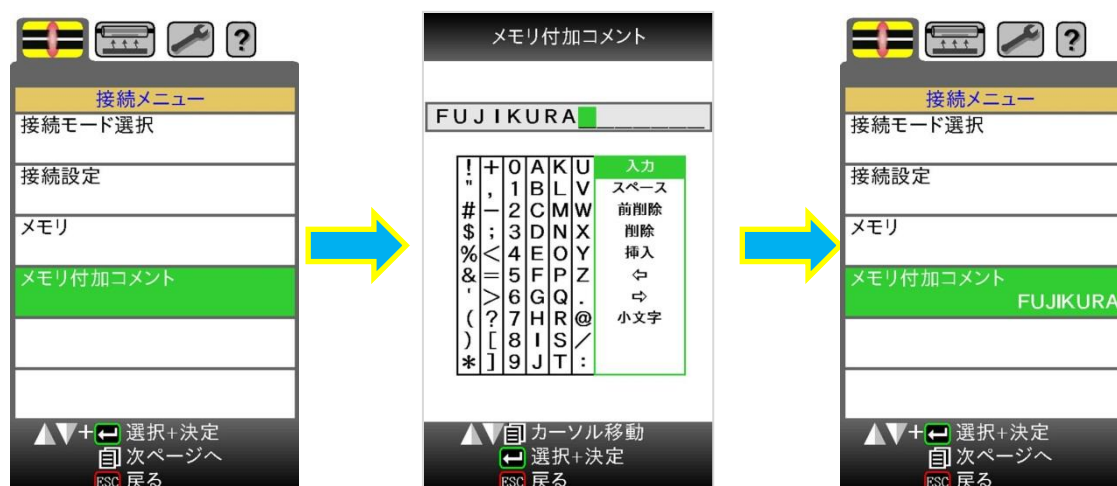 ?
接続メニュー
接続モード選択
接続設定
メモリ
メモリ付加コメント
+ 選択+決定
次ページへ
ESC 戻る
メモリ付加コメント
FUJIKURA
! + 0 A K U 入力
" , 1 B L V スペース
# － 2 C M W 前削除
$ ; 3 D N X 削除
% < 4 E O Y 挿入
& = 5 F P Z ⇦
' > 6 G Q . ⇨
( ? 7 H R @ 小文字
) [ 8 I S /
* ] 9 J T :
カーソル移動
選択+決定
ESC 戻る
?
接続メニュー
接続モード選択
接続設定
メモリ
メモリ付加コメント
FUJIKURA
+ 選択+決定
次ページへ
ESC 戻る